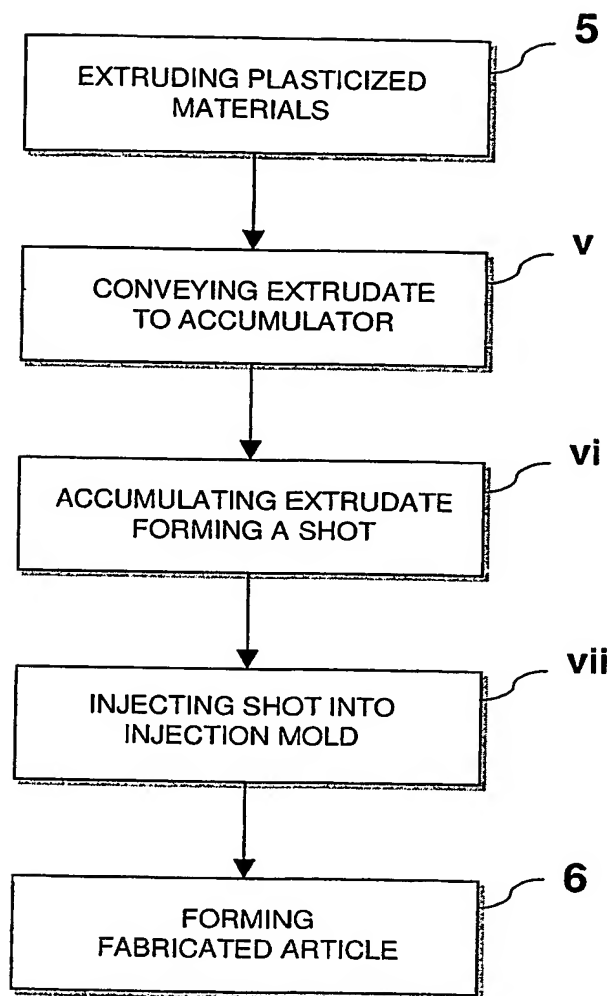 5
EXTRUDING PLASTICIZED
MATERIALS
v
CONVEYING EXTRUDATE
TO ACCUMULATOR
vi
ACCUMULATING EXTRUDATE
FORMING A SHOT
vii
INJECTING SHOT INTO
INJECTION MOLD
6
FORMING
FABRICATED ARTICLE